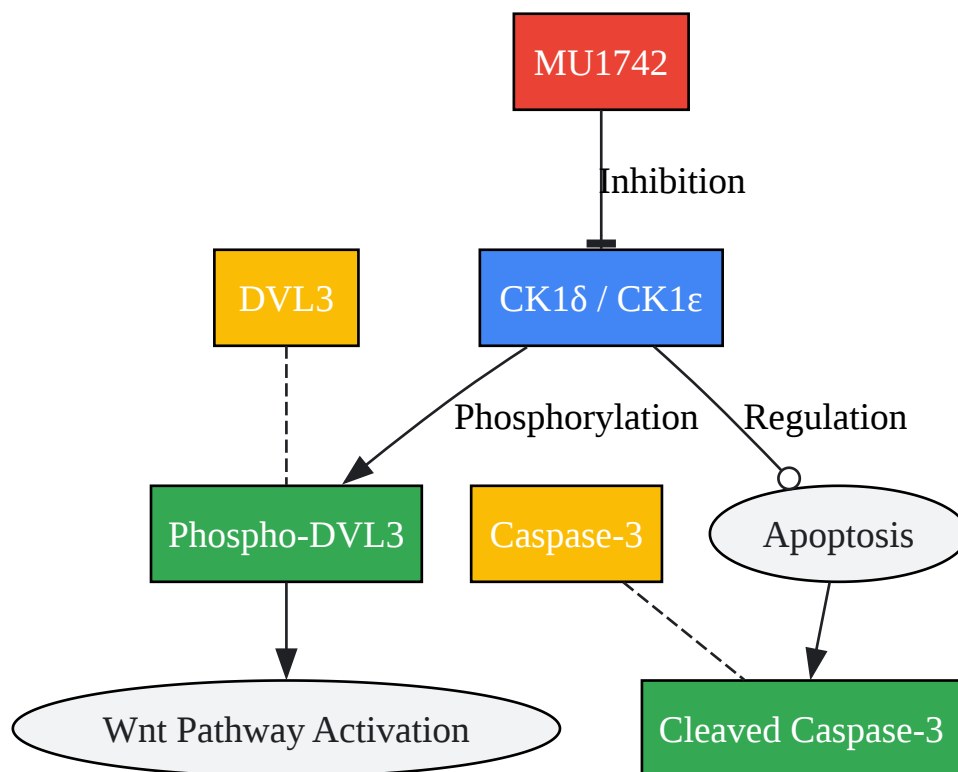 MU1742
Inhibition
DVL3
CK1δ / CK1ε
Phosphorylation
Regulation
Phospho-DVL3
Caspase-3
Apoptosis
Wnt Pathway Activation
Cleaved Caspase-3